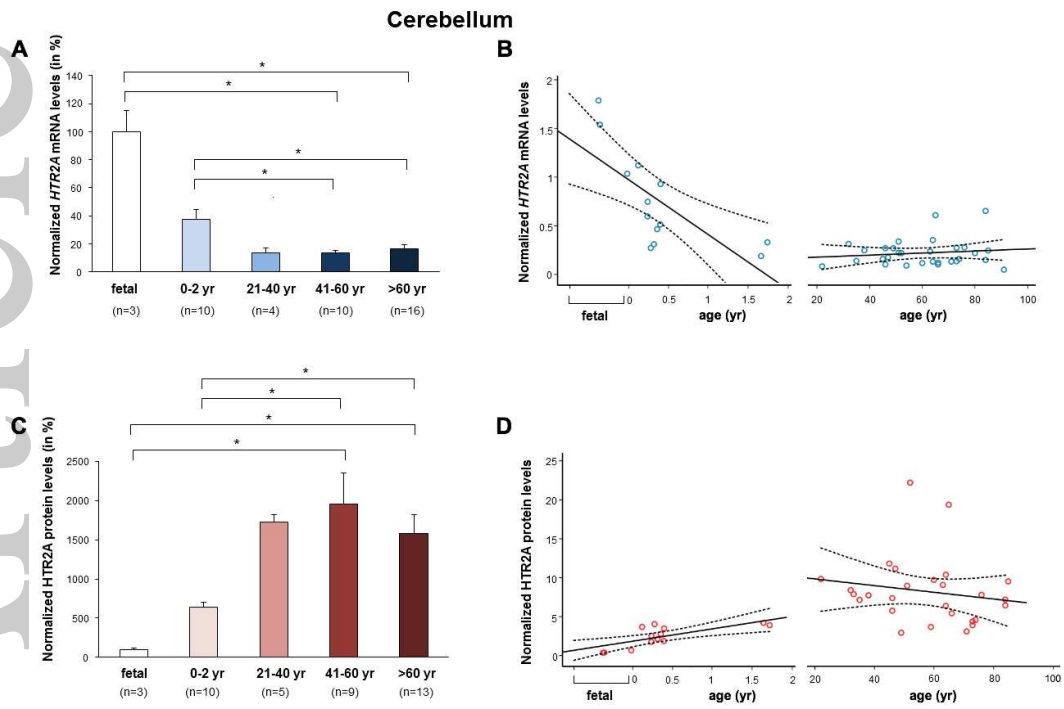 Cerebellum
A
Normalized HTR2A mRNA levels (in %)
140
120
100
80
60
40
20
0
*
*
*
*
fetal 0-2 yr 21-40 yr 41-60 yr >60 yr
(n=3) (n=10) (n=4) (n=10) (n=16)
B
Normalized HTR2A mRNA levels
2
1.5
1
0.5
0
0 0.5 1 1.5 2 20 40 60 80 100
fetal age (yr) age (yr)
C
Normalized HTR2A protein levels (in %)
2500
2000
1500
1000
500
0
*
*
*
*
fetal 0-2 yr 21-40 yr 41-60 yr >60 yr
(n=3) (n=10) (n=5) (n=9) (n=13)
D
Normalized HTR2A protein levels
25
20
15
10
5
0
0 0.5 1 1.5 2 20 40 60 80 100
fetal age (yr) age (yr)